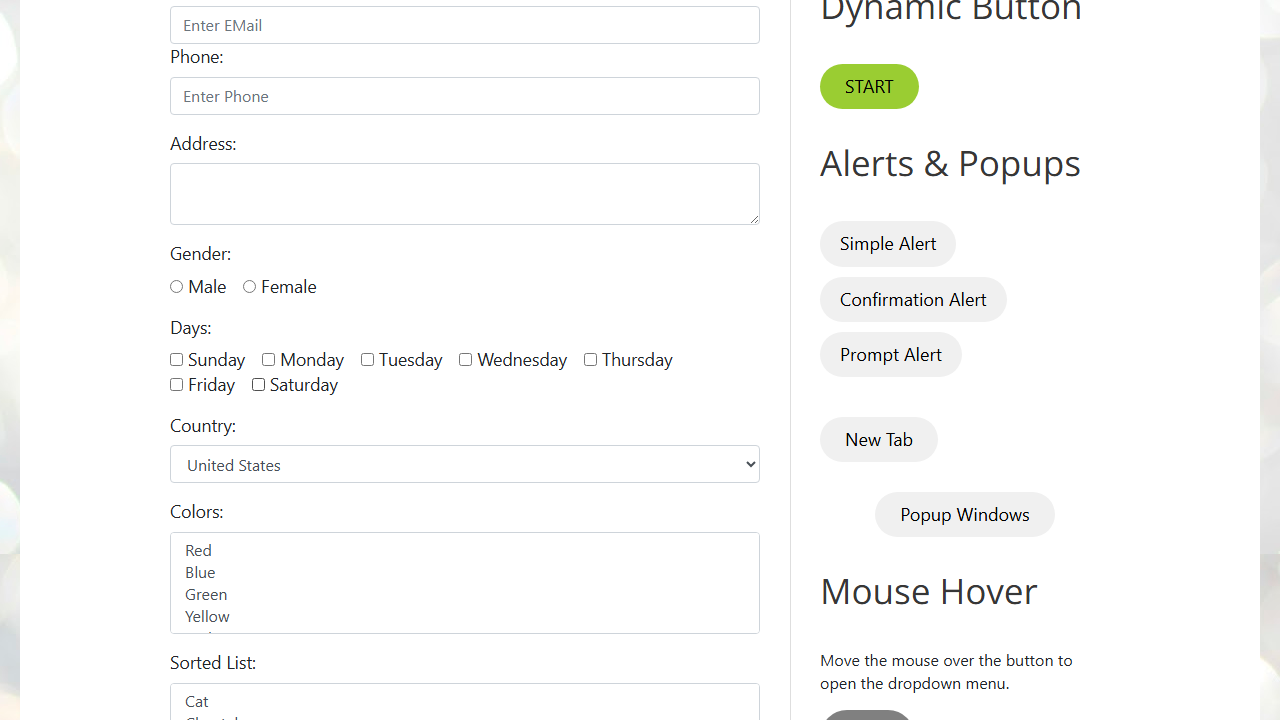 Enter EMail
Phone:
Enter Phone
Address:
Gender:
Male Female
Days:
Sunday Monday Tuesday Wednesday Thursday
Friday Saturday
Country:
United States
Colors:
Red
Blue
Green
Yellow
Sorted List:
Cat
Dynamic Button
START
Alerts & Popups
Simple Alert
Confirmation Alert
Prompt Alert
New Tab
Popup Windows
Mouse Hover
Move the mouse over the button to
open the dropdown menu.